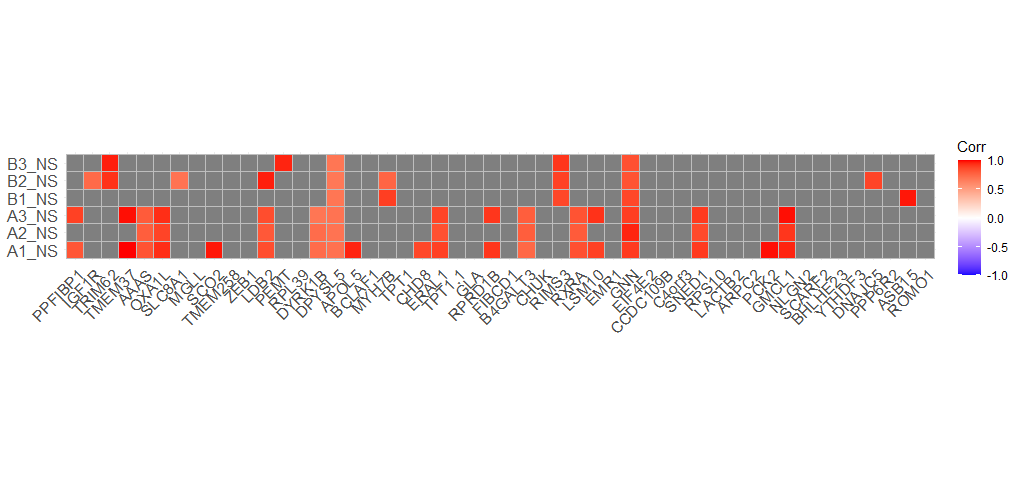 Corr
1.0
0.5
0.0
-0.5
-1.0
B3_NS
B2_NS
B1_NS
A3_NS
A2_NS
A1_NS
PPFIBP1
IGF1R
TRIM62
TMEM37
AAAS
OXA1L
SLC8A1
MGLL
SCO2
TMEM258
ZEB1
LDB2
PEMT
RPL39
DYRK1B
DPYSL5
APOL5
BCLAF1
MYH7B
CHD8
ERAL1
GLA
RPRD1B
FIBCD1
B4GALT3
CHUK
RIMS3
RXRA
LSM10
EMR1
GNN
EIF4E2
CCDC109B
C4orf3
SNED1
RPS10
LACTB2
ARPC2
PCK2
GMCL1
NLGN2
SCARF2
BHLHE23
YTHDF3
DNAJC5
PPP6R2
ASB15
ROMO1